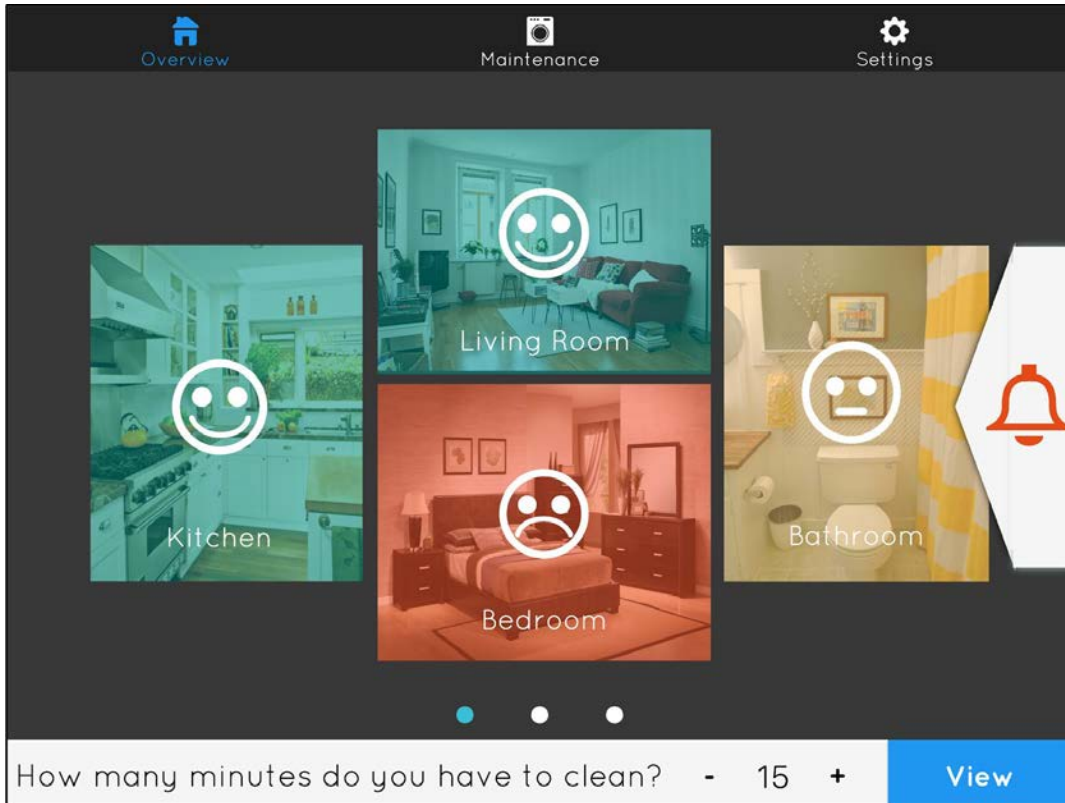 Overview
Maintenance
Settings
Living Room
Kitchen
Bathroom
Bedroom
How many minutes do you have to clean? - 15 +
View